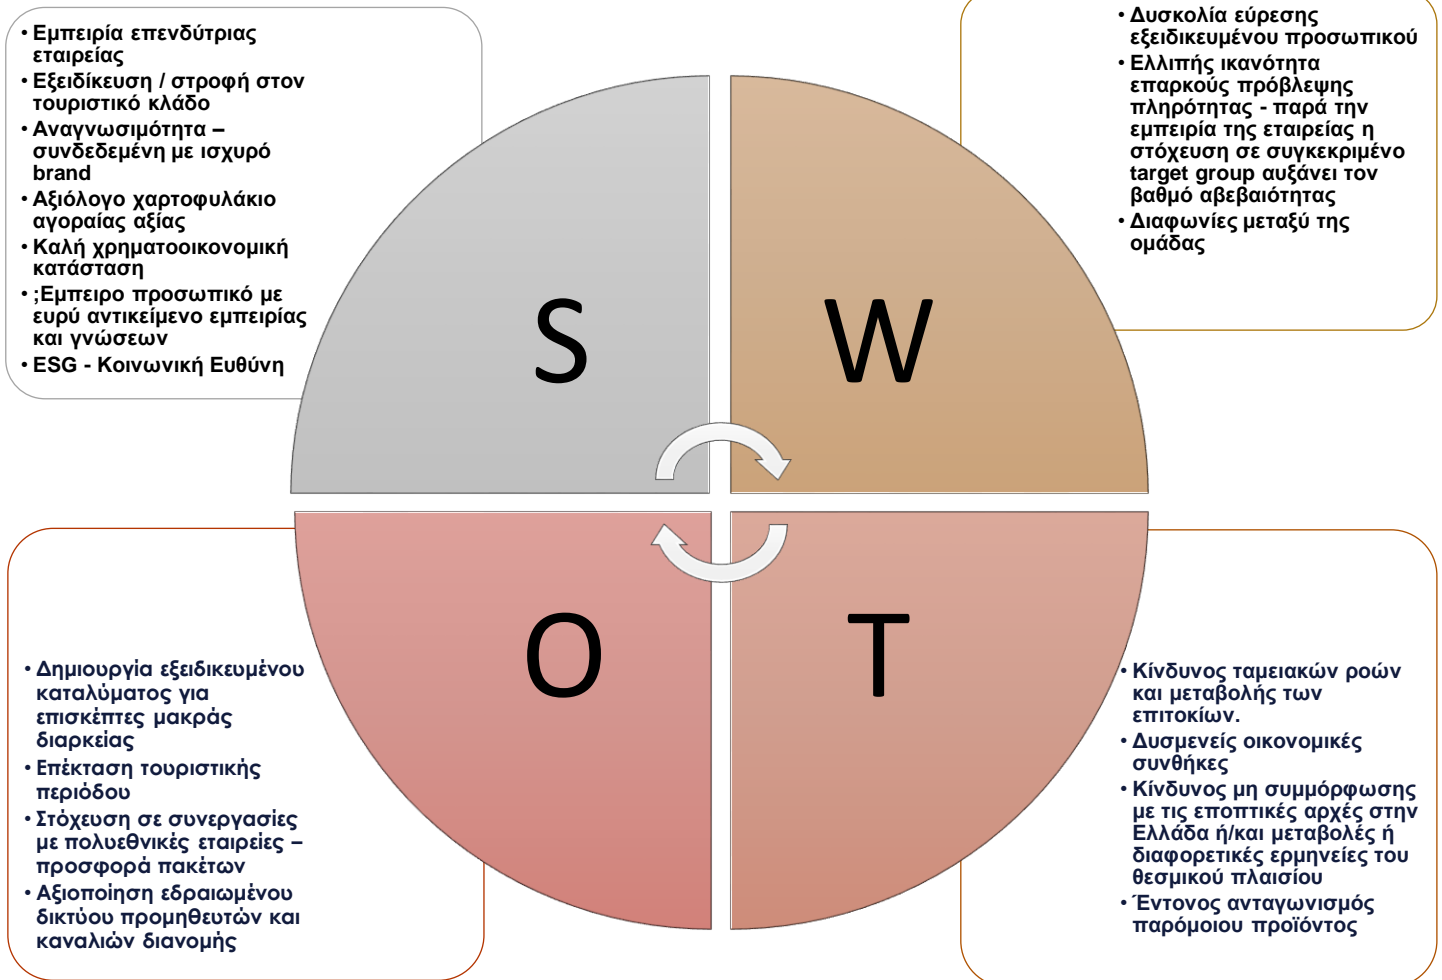 • Εμπειρία επενδύτριας
εταιρείας
• Εξειδίκευση / στροφή στον
τουριστικό κλάδο
• Αναγνωσιμότητα –
συνδεδεμένη με ισχυρό
brand
• Αξιόλογο χαρτοφυλάκιο
αγοραίας αξίας
• Καλή χρηματοοικονομική
κατάσταση
• ;Εμπειρο προσωπικό με
ευρύ αντικείμενο εμπειρίας
και γνώσεων
• ESG - Κοινωνική Ευθύνη
• Δυσκολία εύρεσης
εξειδικευμένου προσωπικού
• Ελλιπής ικανότητα
επαρκούς πρόβλεψης
πληρότητας - παρά την
εμπειρία της εταιρείας η
στόχευση σε συγκεκριμένο
target group αυξάνει τον
βαθμό αβεβαιότητας
• Διαφωνίες μεταξύ της
ομάδας
S
W
O
T
• Δημιουργία εξειδικευμένου
καταλύματος για
επισκέπτες μακράς
διαρκείας
• Επέκταση τουριστικής
περιόδου
• Στόχευση σε συνεργασίες
με πολυεθνικές εταιρείες –
προσφορά πακέτων
• Αξιοποίηση εδραιωμένου
δικτύου προμηθευτών και
καναλιών διανομής
• Κίνδυνος ταμειακών ροών
και μεταβολής των
επιτοκίων.
• Δυσμενείς οικονομικές
συνθήκες
• Κίνδυνος μη συμμόρφωσης
με τις εποπτικές αρχές στην
Ελλάδα ή/και μεταβολές ή
διαφορετικές ερμηνείες του
θεσμικού πλαισίου
• Έντονος ανταγωνισμός
παρόμοιου προϊόντος